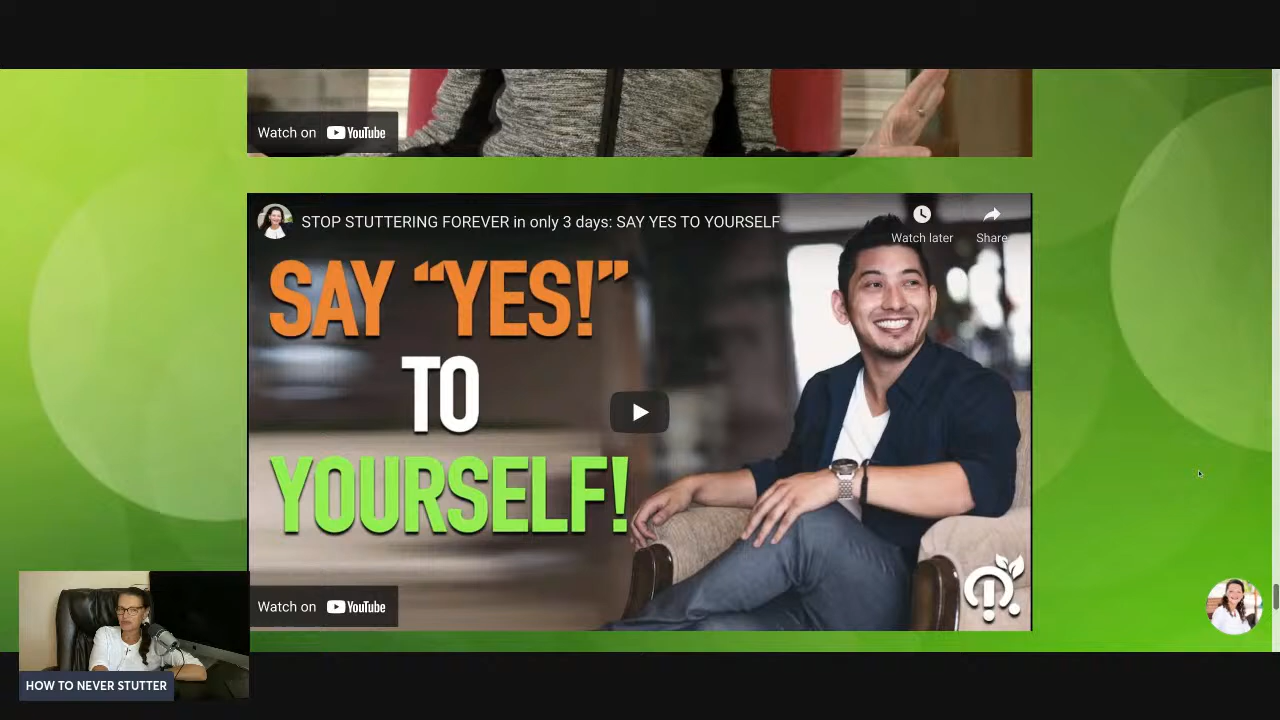 Watch on YouTube
STOP STUTTERING FOREVER in only 3 days: SAY YES TO YOURSELF
Watch later
Share
SAY “YES!”
TO
YOURSELF!
Watch on YouTube
HOW TO NEVER STUTTER